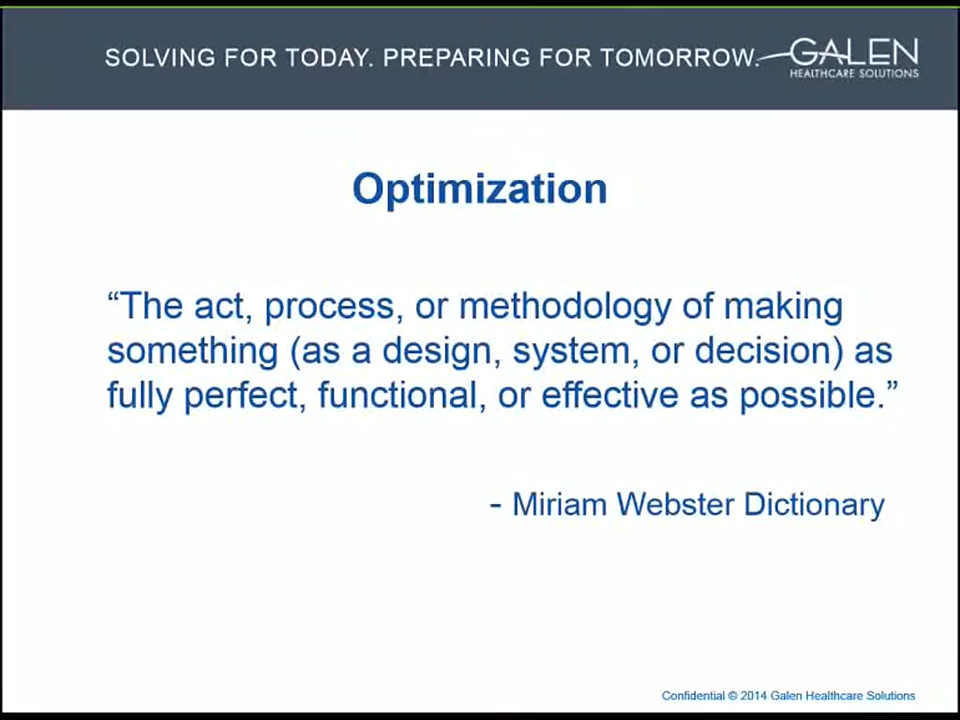 SOLVING FOR TODAY. PREPARING FOR TOMORROW.
GALEN
HEALTHCARE SOLUTIONS
Optimization
“The act, process, or methodology of making
something (as a design, system, or decision) as
fully perfect, functional, or effective as possible.”
- Miriam Webster Dictionary
Confidential © 2014 Galen Healthcare Solutions